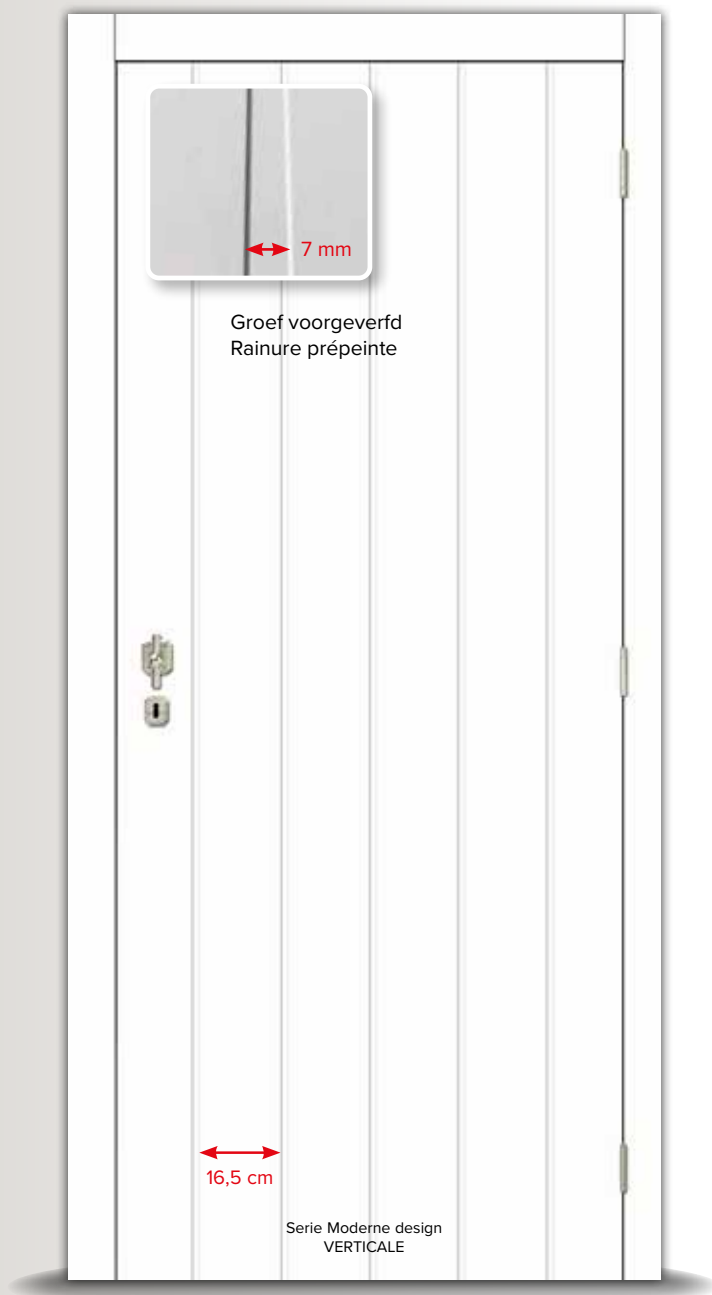 7 mm
Groef voorgeverfd
Rainure prépeinte
16,5 cm
Serie Moderne design
VERTICALE